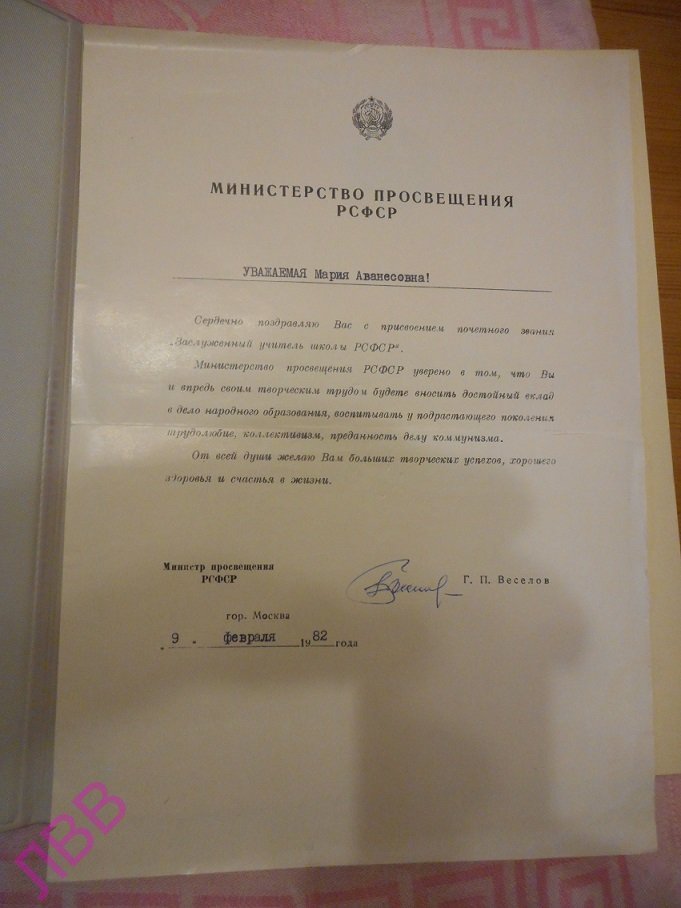 МИНИСТЕРСТВО ПРОСВЕЩЕНИЯ
РСФСР
УВАЖАЕМАЯ Мария Аванесовна!
Сердечно поздравляю Вас с присвоением почетного звания
„Заслуженный учитель школы РСФСР".
Министерство просвещения РСФСР уверено в том, что Вы
и впредь своим творческим трудом будете вносить достойный вклад
в дело народного образования, воспитывать у подрастающего поколения
трудолюбие, коллективизм, преданность делу коммунизма.
От всей души желаю Вам больших творческих успехов, хорошего
здоровья и счастья в жизни.
Министр просвещения
РСФСР
Г. П. Веселов
гор. Москва
„ 9 " февраля 1982 года
ЛВВ